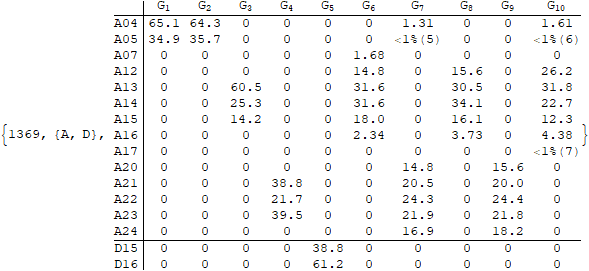 G₁ G₂ G₃ G₄ G₅ G₆ G₇ G₈ G₉ G₁₀
A04 65.1 64.3 0 0 0 0 1.31 0 0 1.61
A05 34.9 35.7 0 0 0 0 <1%(5) 0 0 <1%(6)
A07 0 0 0 0 0 1.68 0 0 0 0
A12 0 0 0 0 0 14.8 0 15.6 0 26.2
A13 0 0 60.5 0 0 31.6 0 30.5 0 31.8
A14 0 0 25.3 0 0 31.6 0 34.1 0 22.7
A15 0 0 14.2 0 0 18.0 0 16.1 0 12.3
{1369, {A, D}, A16 0 0 0 0 0 2.34 0 3.73 0 4.38 }
A17 0 0 0 0 0 0 0 0 0 <1%(7)
A20 0 0 0 0 0 0 14.8 0 15.6 0
A21 0 0 0 38.8 0 0 20.5 0 20.0 0
A22 0 0 0 21.7 0 0 24.3 0 24.4 0
A23 0 0 0 39.5 0 0 21.9 0 21.8 0
A24 0 0 0 0 0 0 16.9 0 18.2 0
D15 0 0 0 0 38.8 0 0 0 0 0
D16 0 0 0 0 61.2 0 0 0 0 0